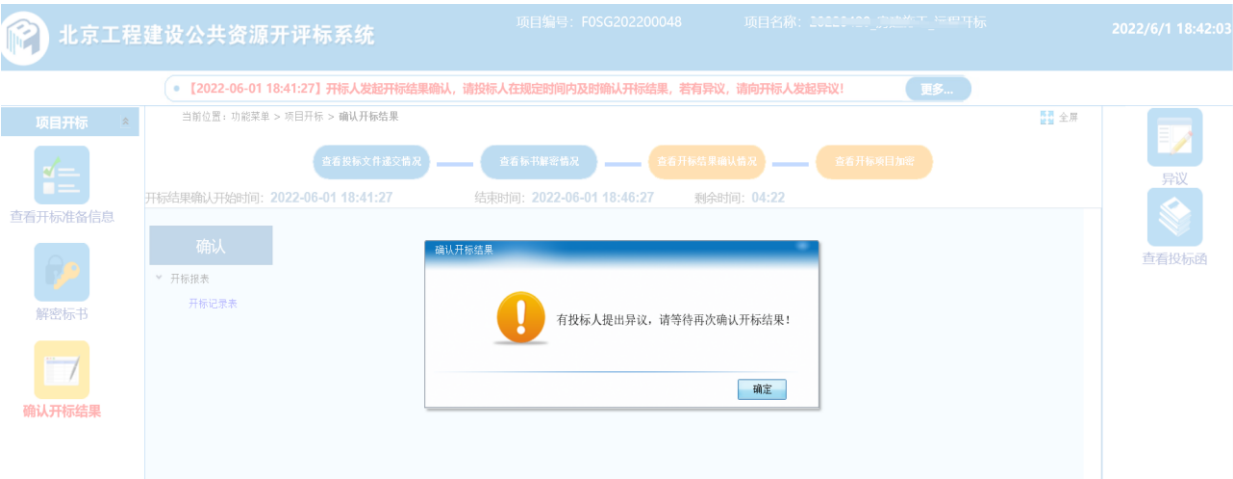 北京工程建设公共资源开评标系统
项目编号：F0SG202200048
项目名称：
开标
2022/6/1 18:42:03
【2022-06-01 18:41:27】开标人发起开标结果确认，请投标人在规定时间内及时确认开标结果，若有异议，请向开标人发起异议！
更多...
项目开标
当前位置：功能菜单 > 项目开标 > 确认开标结果
全屏
查看投标文件递交情况
查看标书解密情况
查看开标结果确认情况
查看开标项目加密
开标结果确认开始时间：2022-06-01 18:41:27
结束时间：2022-06-01 18:46:27
剩余时间：04:22
查看开标准备信息
解密标书
确认开标结果
确认
开标报表
开标记录表
确认开标结果
有投标人提出异议，请等待再次确认开标结果！
确定
异议
查看投标函